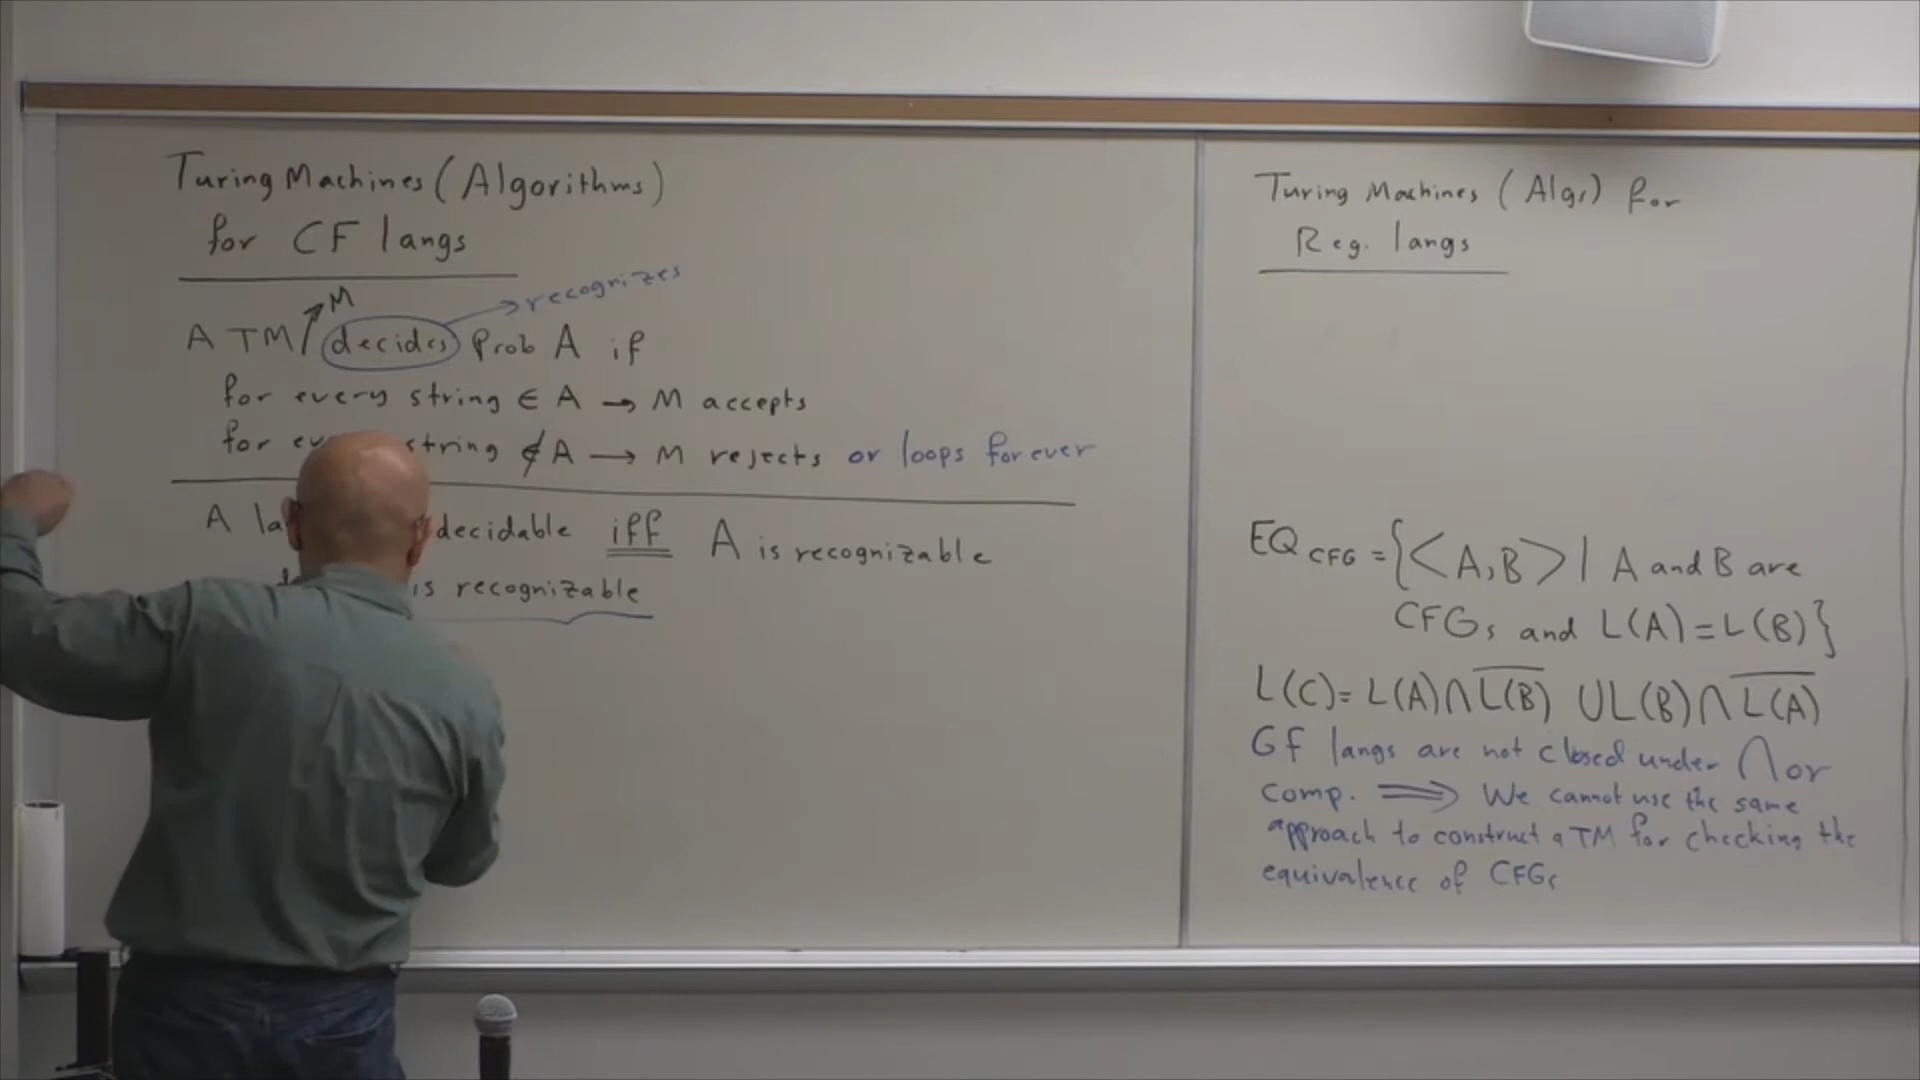 Turing Machines (Algorithms)
for CF langs
M
recognizes
A TM decides Prob A if
for every string ∈ A → M accepts
for string ∉ A → M rejects or loops forever
A decidable iff A is recognizable
is recognizable
Turing Machines (Algs) for
Reg. langs
EQ CFG = {<A,B> | A and B are
CFGs and L(A)=L(B)}
L(C)= L(A)∩L̅(̅B̅)̅ ∪ L(B)∩L̅(̅A̅)̅
CF langs are not closed under ∩ or
comp. ⟹ We cannot use the same
approach to construct a TM for checking the
equivalence of CFGs